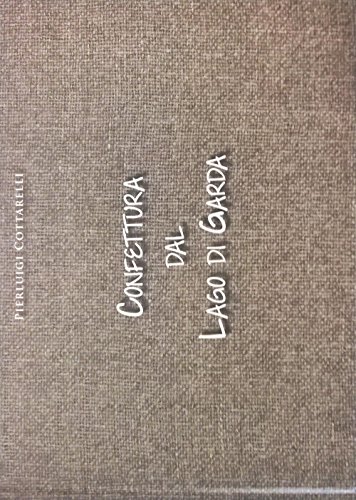 PIERLUIGI COTTARELLI
CONFETTURA
DAL
LAGO DI GARDA